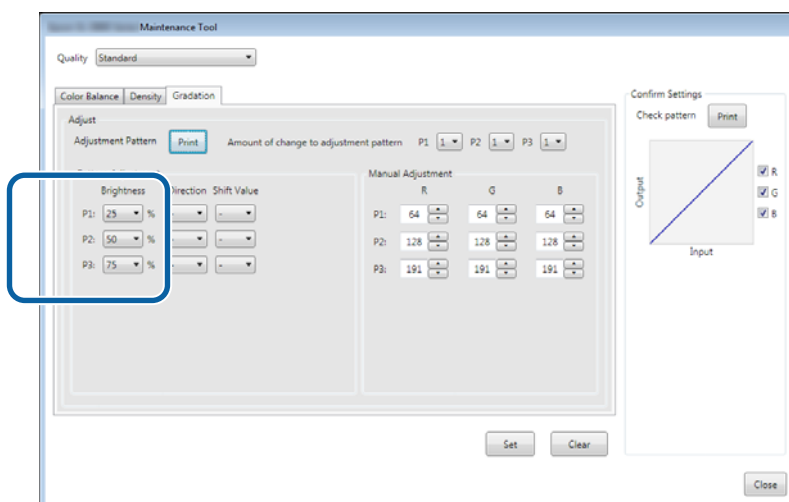 Maintenance Tool
Quality Standard
Color Balance Density Gradation
Adjust
Adjustment Pattern Print Amount of change to adjustment pattern P1 1 P2 1 P3 1
Brightness Direction Shift Value
P1: 25 % - -
P2: 50 % - -
P3: 75 % - -
Manual Adjustment
R G B
P1: 64 64 64
P2: 128 128 128
P3: 191 191 191
Set Clear
Confirm Settings
Check pattern Print
Output
Input
R
G
B
Close